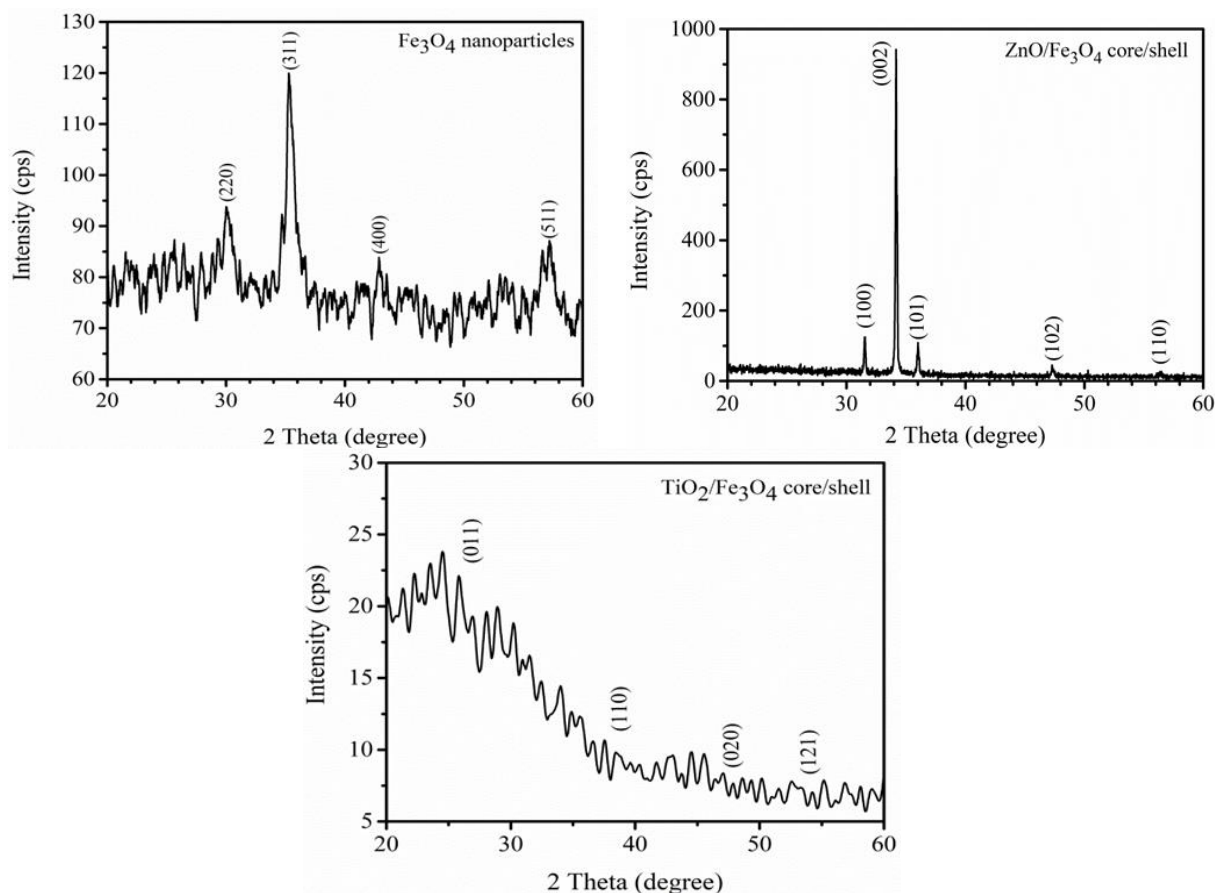 Fe₃O₄ nanoparticles
(220)
(311)
(400)
(511)
130
120
110
100
90
80
70
60
Intensity (cps)
20 30 40 50 60
2 Theta (degree)
ZnO/Fe₃O₄ core/shell
(100)
(002)
(101)
(102)
(110)
1000
800
600
400
200
0
Intensity (cps)
20 30 40 50 60
2 Theta (degree)
TiO₂/Fe₃O₄ core/shell
(011)
(110)
(020)
(121)
30
25
20
15
10
5
Intensity (cps)
20 30 40 50 60
2 Theta (degree)